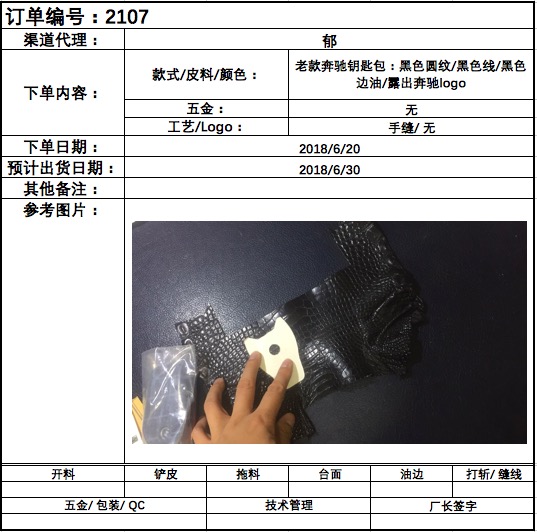 订单编号：2107
渠道代理：
郁
下单内容：
款式/皮料/颜色：
老款奔驰钥匙包：黑色圆纹/黑色线/黑色
边油/露出奔驰logo
五金：
无
工艺/Logo：
手缝/ 无
下单日期：
2018/6/20
预计出货日期：
2018/6/30
其他备注：
参考图片：
开料
铲皮
拖料
台面
油边
打斩/ 缝线
五金/ 包装/ QC
技术管理
厂长签字